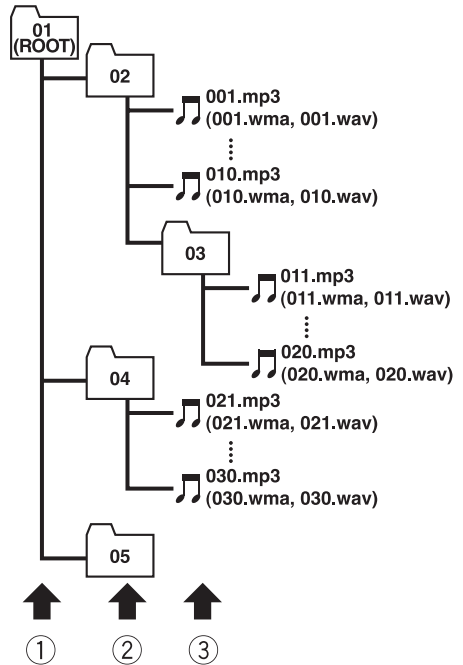 01
(ROOT)
02
001.mp3
(001.wma, 001.wav)
010.mp3
(010.wma, 010.wav)
03
011.mp3
(011.wma, 011.wav)
020.mp3
(020.wma, 020.wav)
04
021.mp3
(021.wma, 021.wav)
030.mp3
(030.wma, 030.wav)
05
① ② ③